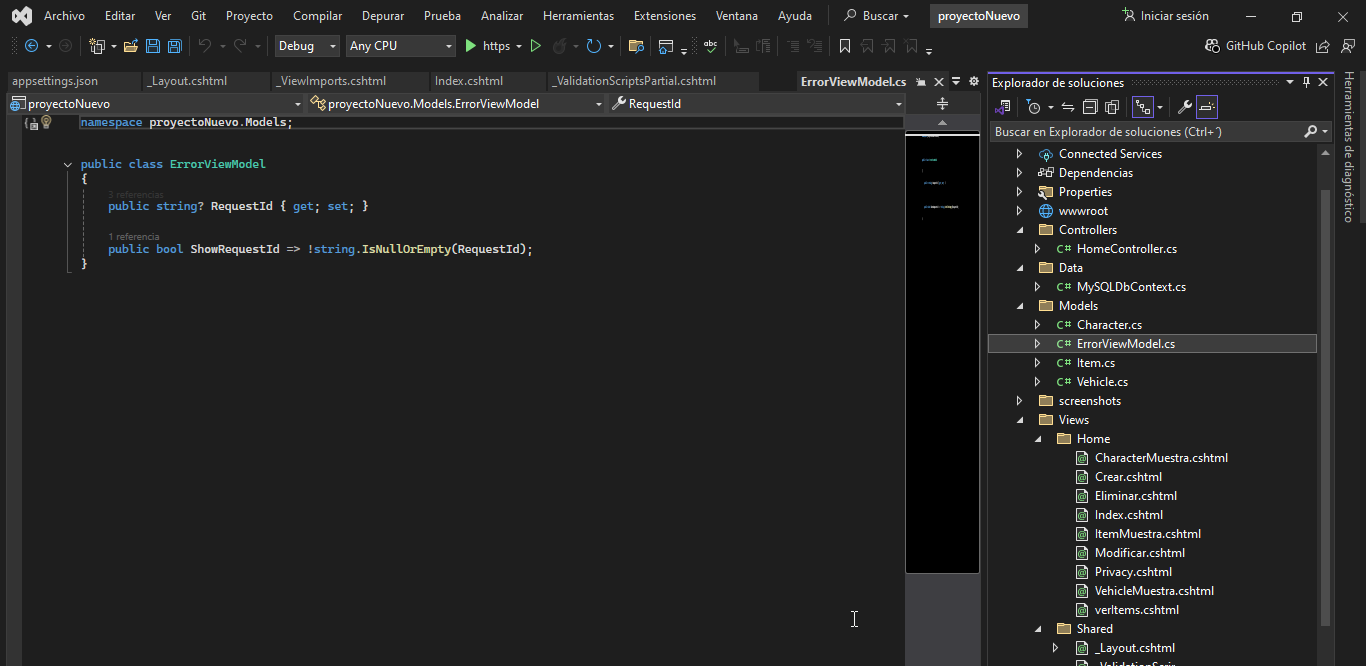 Archivo Editar Ver Git Proyecto Compilar Depurar Prueba Analizar Herramientas Extensiones Ventana Ayuda Buscar proyectoNuevo Iniciar sesión
Debug Any CPU https abc GitHub Copilot
appsettings.json _Layout.cshtml _ViewImports.cshtml Index.cshtml _ValidationScriptsPartial.cshtml ErrorViewModel.cs
proyectoNuevo proyectoNuevo.Models.ErrorViewModel RequestId
namespace proyectoNuevo.Models;
public class ErrorViewModel
{
3 referencias
public string? RequestId { get; set; }
1 referencia
public bool ShowRequestId => !string.IsNullOrEmpty(RequestId);
}
Explorador de soluciones
Buscar en Explorador de soluciones (Ctrl+´)
Connected Services
Dependencias
Properties
wwwroot
Controllers
C# HomeController.cs
Data
C# MySQLDbContext.cs
Models
C# Character.cs
C# ErrorViewModel.cs
C# Item.cs
C# Vehicle.cs
screenshots
Views
Home
CharacterMuestra.cshtml
Crear.cshtml
Eliminar.cshtml
Index.cshtml
ItemMuestra.cshtml
Modificar.cshtml
Privacy.cshtml
VehicleMuestra.cshtml
verItems.cshtml
Shared
_Layout.cshtml
Herramientas de diagnóstico